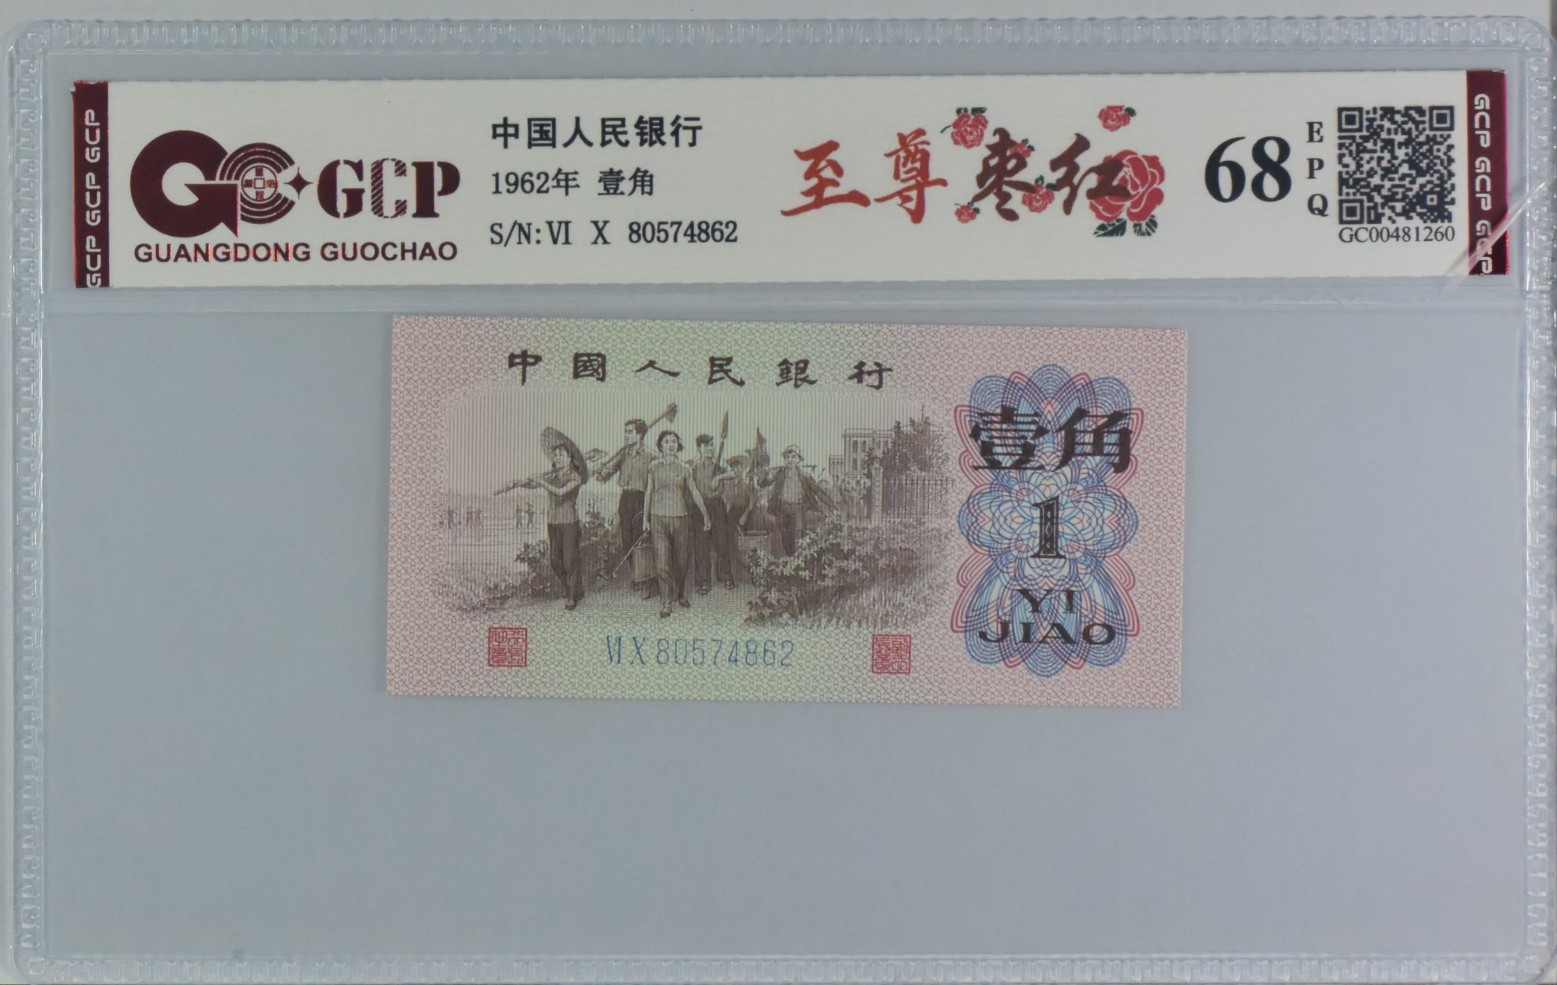 GCP GCP GCP
GCP
GUANGDONG GUOCHAO
中国人民银行
1962年 壹角
S/N: VI X 80574862
至尊枣红
68
EPQ
GC00481260
GCP GCP GCP
中國人民銀行
壹角
1
YI
JIAO
VI X 80574862